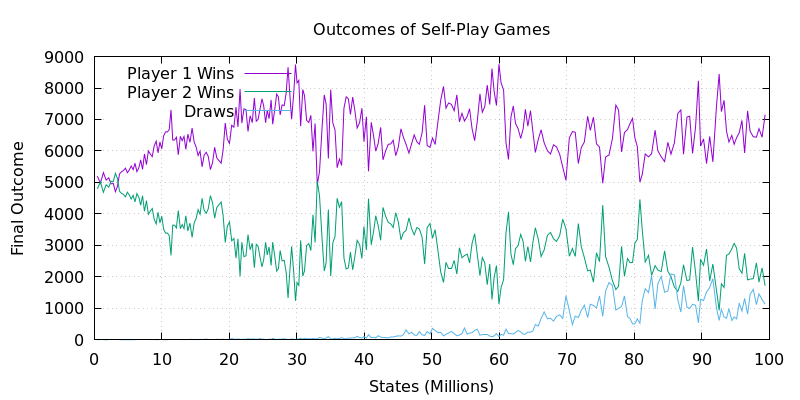 Outcomes of Self-Play Games
9000
8000
7000
6000
5000
4000
3000
2000
1000
0
Final Outcome
Player 1 Wins
Player 2 Wins
Draws
0 10 20 30 40 50 60 70 80 90 100
States (Millions)